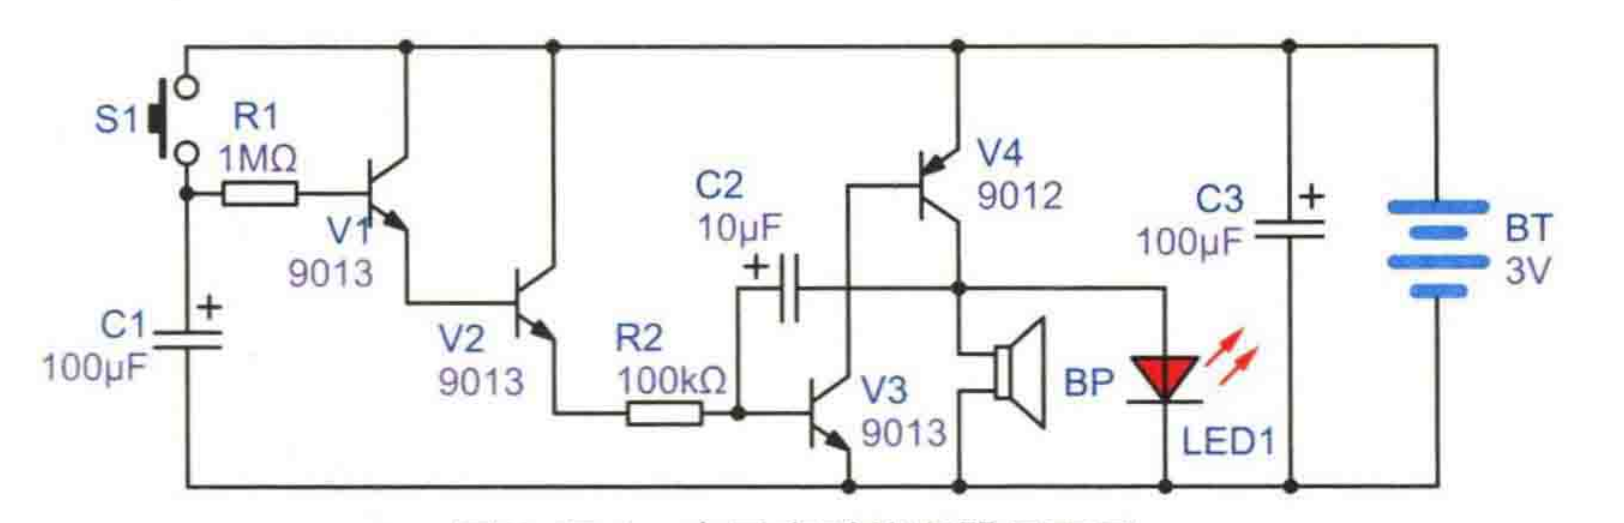 S1
R1
1MΩ
V1
9013
C1
+
100μF
V2
9013
R2
100kΩ
C2
10μF
+
V3
9013
V4
9012
BP
LED1
C3
+
100μF
BT
3V